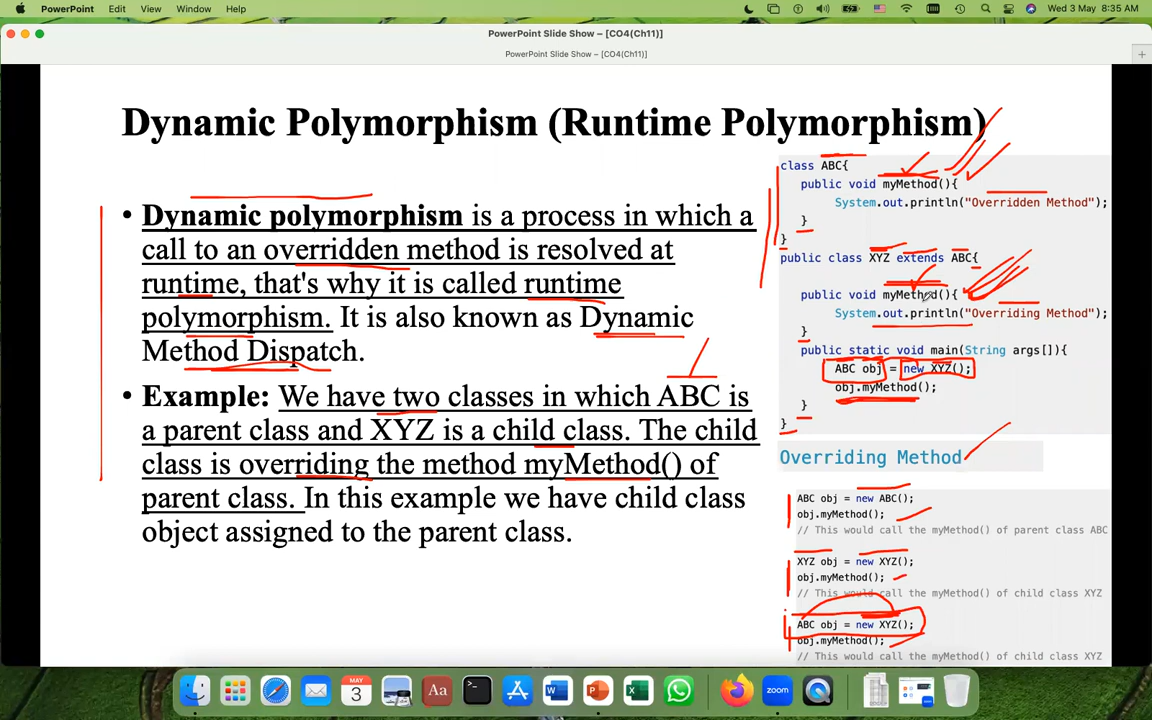 PowerPoint Edit View Window Help Wed 3 May 8:35 AM
PowerPoint Slide Show – [CO4(Ch11)]
PowerPoint Slide Show – [CO4(Ch11)]
Dynamic Polymorphism (Runtime Polymorphism)
• Dynamic polymorphism is a process in which a
call to an overridden method is resolved at
runtime, that's why it is called runtime
polymorphism. It is also known as Dynamic
Method Dispatch.
• Example: We have two classes in which ABC is
a parent class and XYZ is a child class. The child
class is overriding the method myMethod() of
parent class. In this example we have child class
object assigned to the parent class.
class ABC{
public void myMethod(){
System.out.println("Overridden Method");
}
}
public class XYZ extends ABC{
public void myMethod(){
System.out.println("Overriding Method");
}
public static void main(String args[]){
ABC obj = new XYZ();
obj.myMethod();
}
}
Overriding Method
ABC obj = new ABC();
obj.myMethod();
// This would call the myMethod() of parent class ABC
XYZ obj = new XYZ();
obj.myMethod();
// This would call the myMethod() of child class XYZ
ABC obj = new XYZ();
obj.myMethod();
// This would call the myMethod() of child class XYZ
MAY
3
Aa
zoom